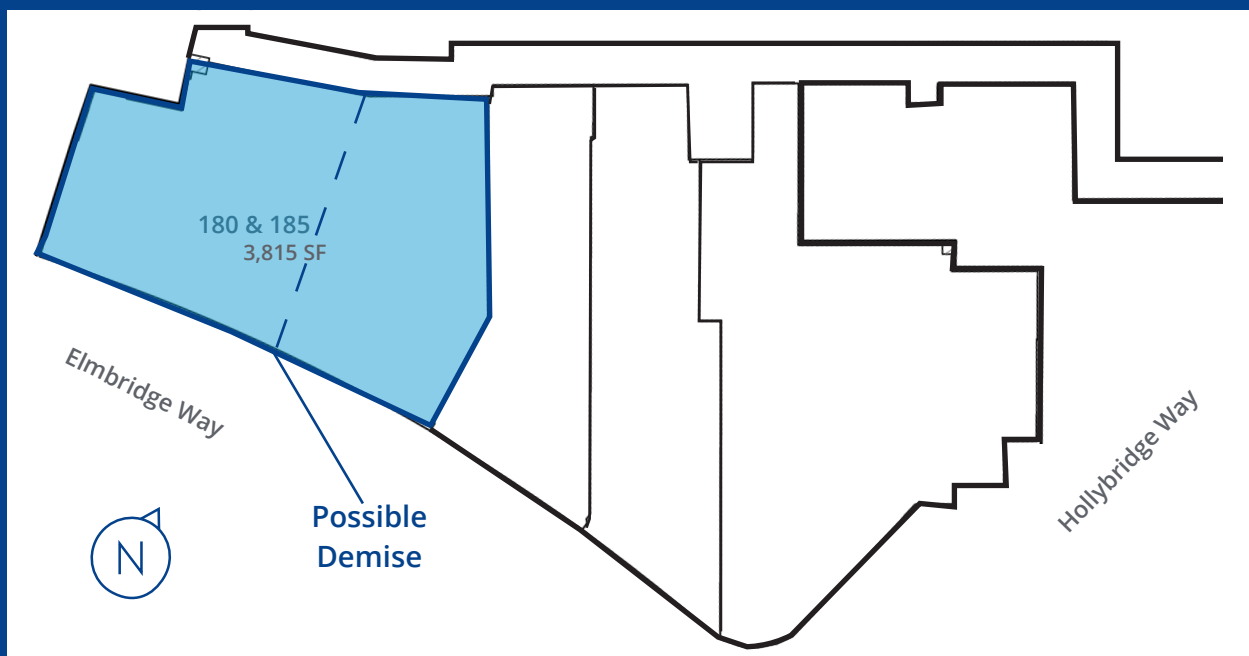 180 & 185
3,815 SF
Elmbridge Way
Hollybridge Way
Possible
Demise
N